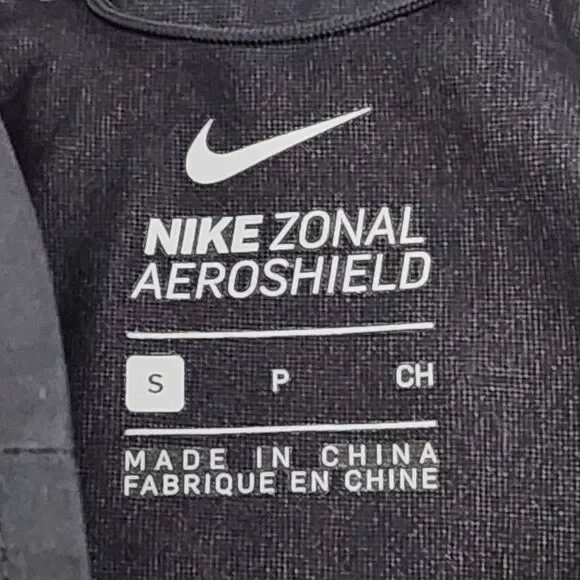 NIKE ZONAL
AEROSHIELD
S P CH
MADE IN CHINA
FABRIQUE EN CHINE